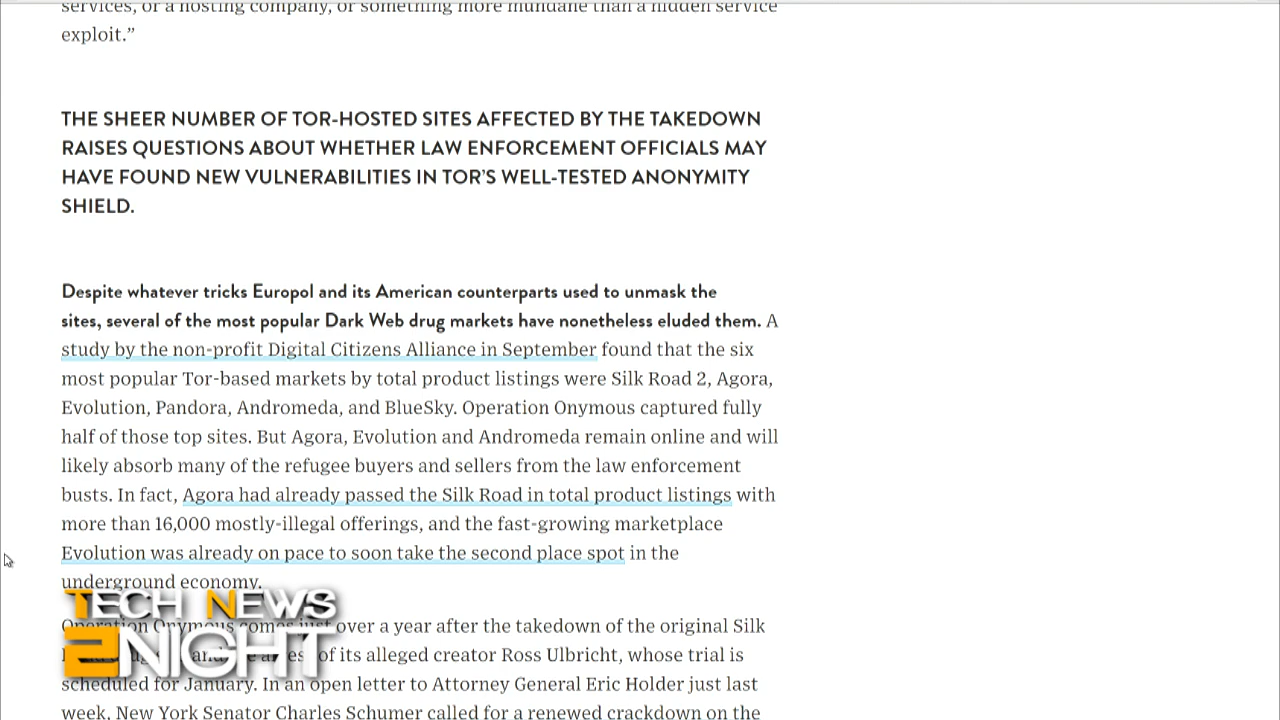 services, or a hosting company, or something more mundane than a hidden service
exploit.”
THE SHEER NUMBER OF TOR-HOSTED SITES AFFECTED BY THE TAKEDOWN
RAISES QUESTIONS ABOUT WHETHER LAW ENFORCEMENT OFFICIALS MAY
HAVE FOUND NEW VULNERABILITIES IN TOR’S WELL-TESTED ANONYMITY
SHIELD.
Despite whatever tricks Europol and its American counterparts used to unmask the
sites, several of the most popular Dark Web drug markets have nonetheless eluded them. A
study by the non-profit Digital Citizens Alliance in September found that the six
most popular Tor-based markets by total product listings were Silk Road 2, Agora,
Evolution, Pandora, Andromeda, and BlueSky. Operation Onymous captured fully
half of those top sites. But Agora, Evolution and Andromeda remain online and will
likely absorb many of the refugee buyers and sellers from the law enforcement
busts. In fact, Agora had already passed the Silk Road in total product listings with
more than 16,000 mostly-illegal offerings, and the fast-growing marketplace
Evolution was already on pace to soon take the second place spot in the
underground economy.
Operation Onymous comes just over a year after the takedown of the original Silk
of its alleged creator Ross Ulbricht, whose trial is
scheduled for January. In an open letter to Attorney General Eric Holder just last
week, New York Senator Charles Schumer called for a renewed crackdown on the
TECH NEWS
2NIGHT